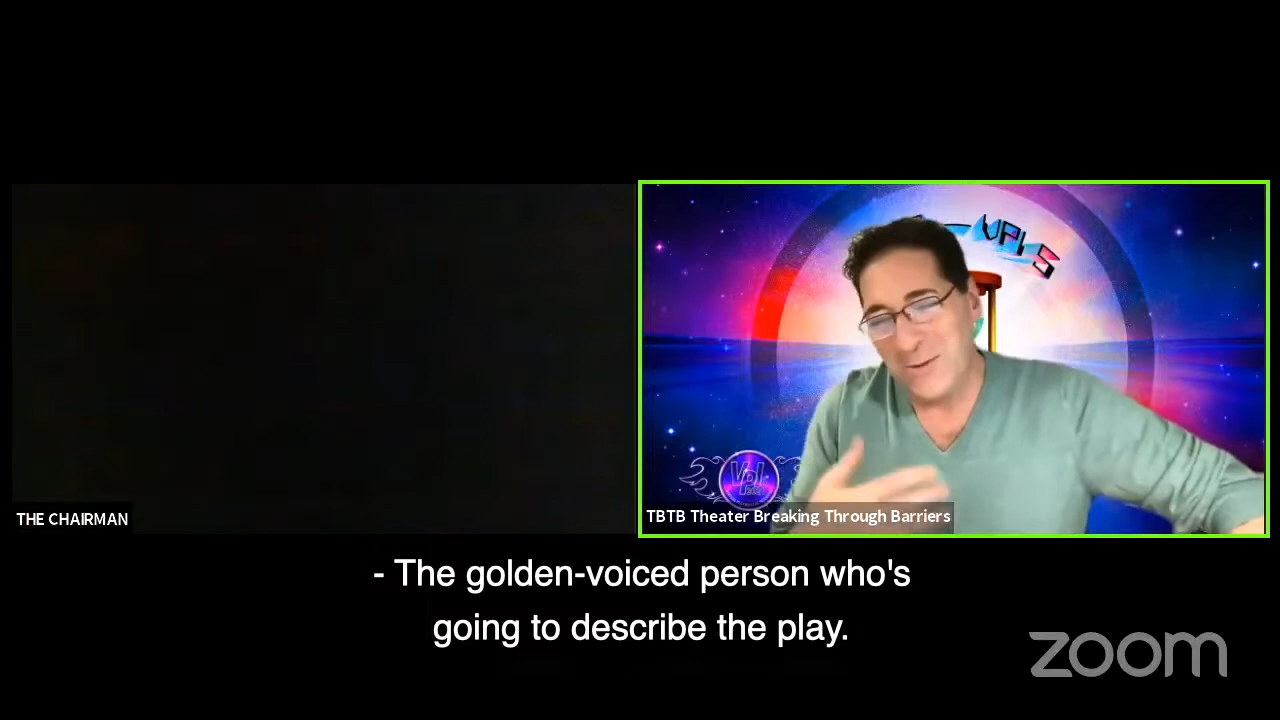 THE CHAIRMAN
TBTB Theater Breaking Through Barriers
- The golden-voiced person who's
going to describe the play.
zoom